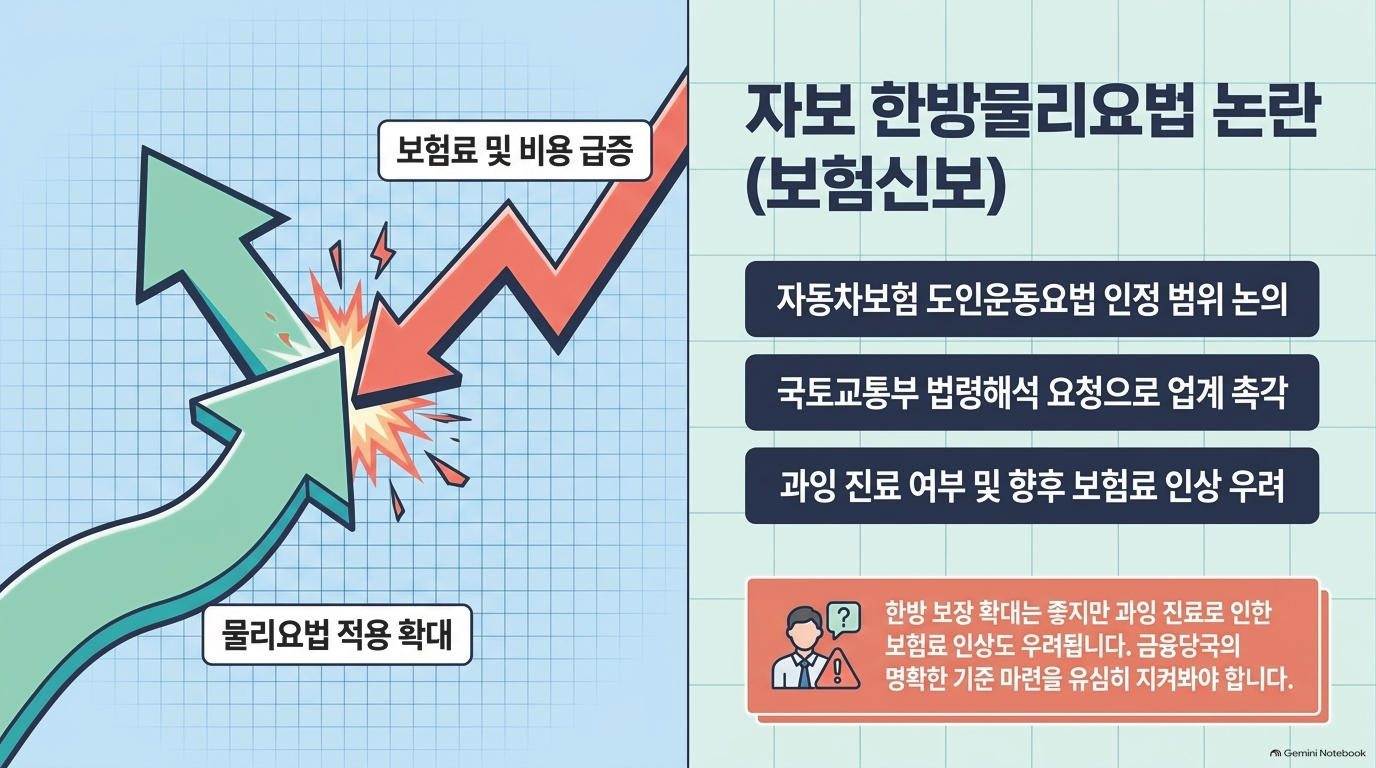 보험료 및 비용 급증
물리요법 적용 확대
자보 한방물리요법 논란
(보험신보)
자동차보험 도인운동요법 인정 범위 논의
국토교통부 법령해석 요청으로 업계 촉각
과잉 진료 여부 및 향후 보험료 인상 우려
?
!
한방 보장 확대는 좋지만 과잉 진료로 인한
보험료 인상도 우려됩니다. 금융당국의
명확한 기준 마련을 유심히 지켜봐야 합니다.
Gemini Notebook